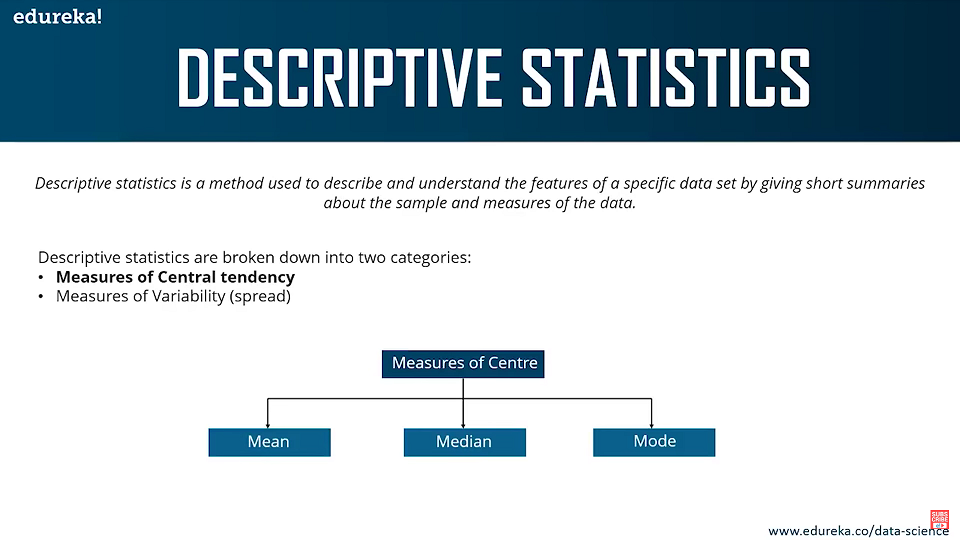 edureka!
DESCRIPTIVE STATISTICS
Descriptive statistics is a method used to describe and understand the features of a specific data set by giving short summaries
about the sample and measures of the data.
Descriptive statistics are broken down into two categories:
• Measures of Central tendency
• Measures of Variability (spread)
Measures of Centre
Mean
Median
Mode
SUBS
CRIBE
www.edureka.co/data-science